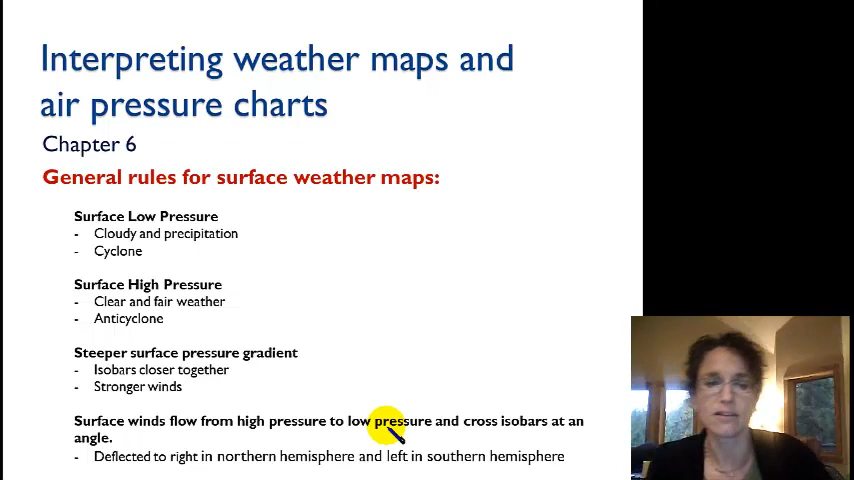 Interpreting weather maps and
air pressure charts
Chapter 6
General rules for surface weather maps:
Surface Low Pressure
- Cloudy and precipitation
- Cyclone
Surface High Pressure
- Clear and fair weather
- Anticyclone
Steeper surface pressure gradient
- Isobars closer together
- Stronger winds
Surface winds flow from high pressure to low pressure and cross isobars at an
angle.
- Deflected to right in northern hemisphere and left in southern hemisphere